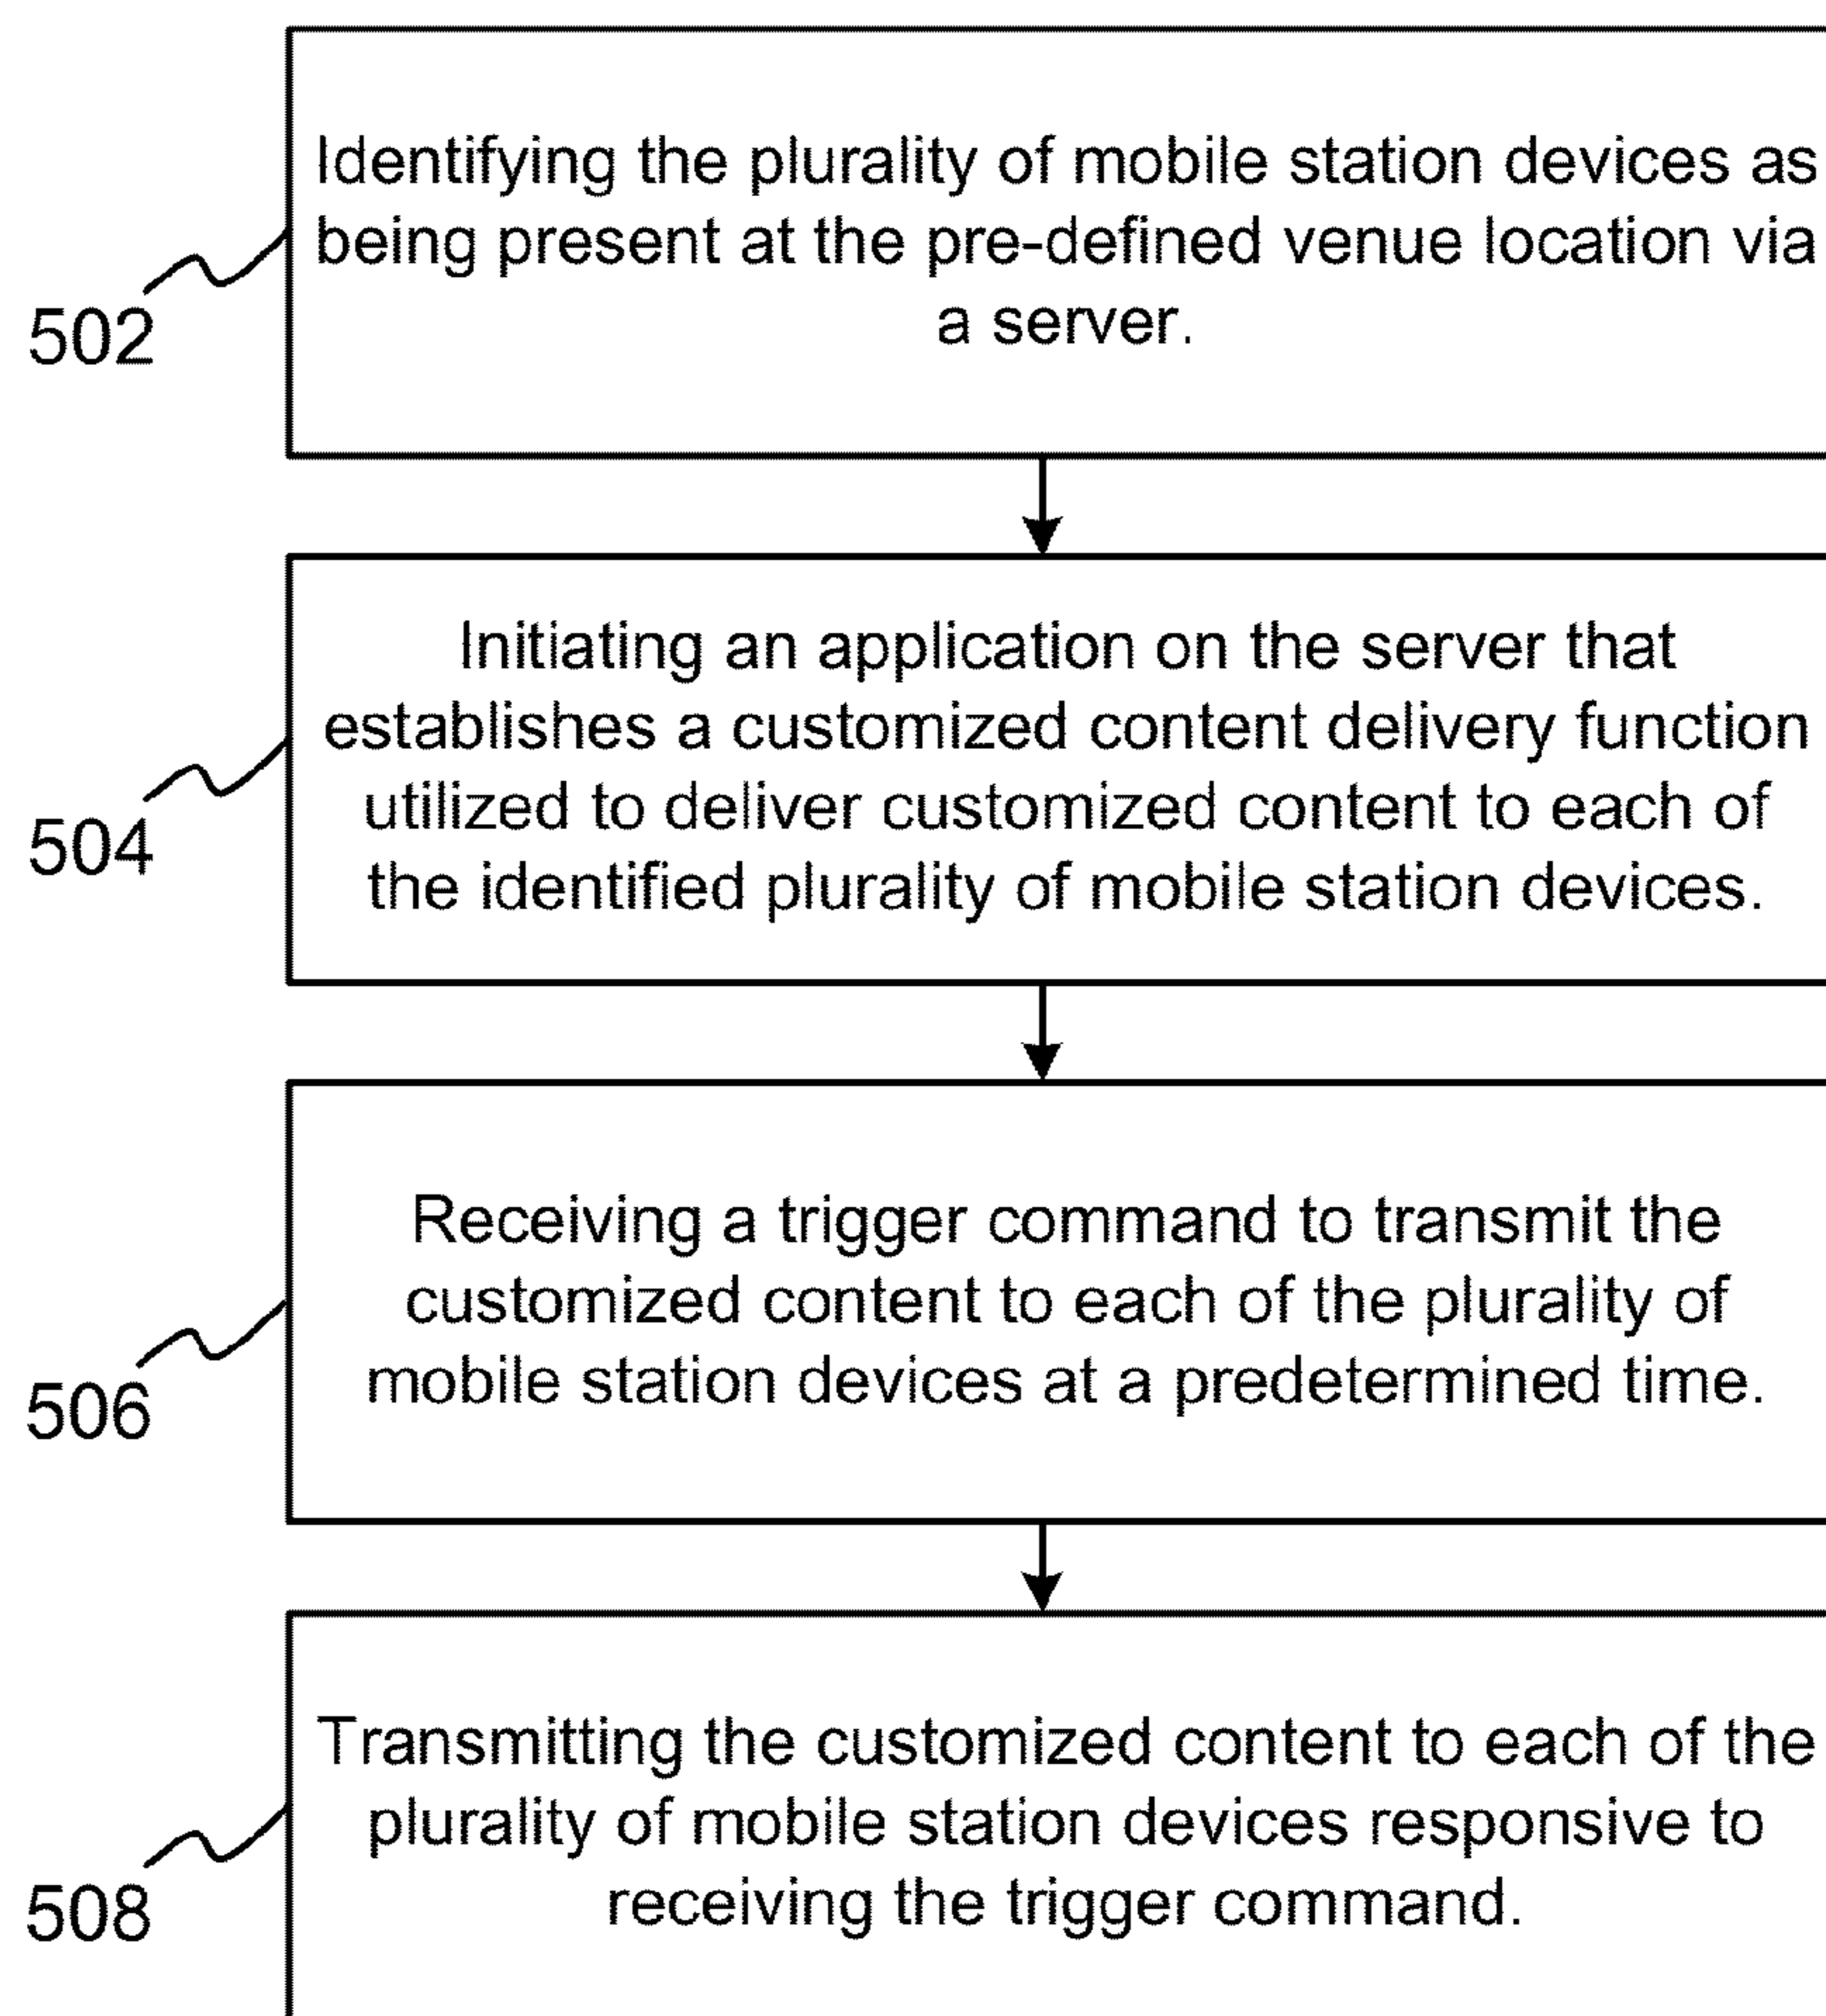 Identifying the plurality of mobile station devices as
being present at the pre-defined venue location via
a server.
502
Initiating an application on the server that
establishes a customized content delivery function
utilized to deliver customized content to each of
the identified plurality of mobile station devices.
504
Receiving a trigger command to transmit the
customized content to each of the plurality of
mobile station devices at a predetermined time.
506
Transmitting the customized content to each of the
plurality of mobile station devices responsive to
receiving the trigger command.
508